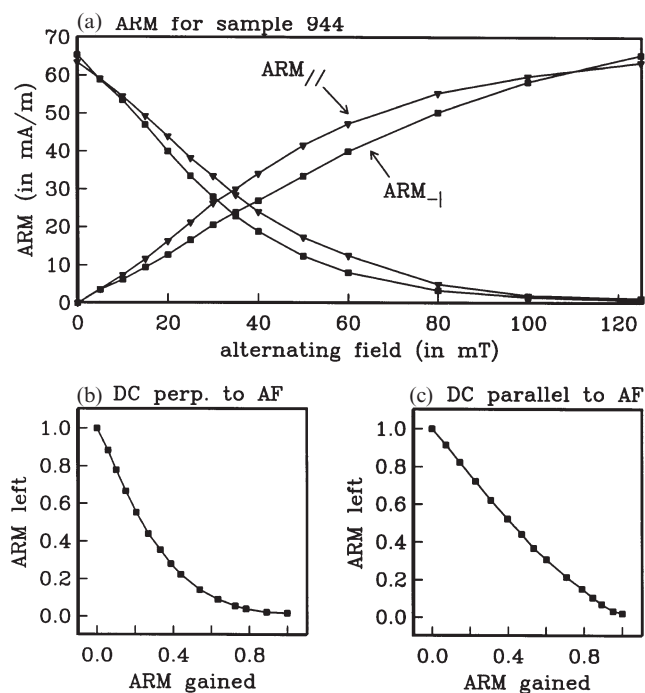 (a) ARM for sample 944
70
60
50
40
30
20
10
0
ARM (in mA/m)
ARM//
ARM-|
0 20 40 60 80 100 120
alternating field (in mT)
(b) DC perp. to AF
1.0
0.8
0.6
0.4
0.2
0.0
ARM left
0.0 0.4 0.8
ARM gained
(c) DC parallel to AF
1.0
0.8
0.6
0.4
0.2
0.0
ARM left
0.0 0.4 0.8
ARM gained